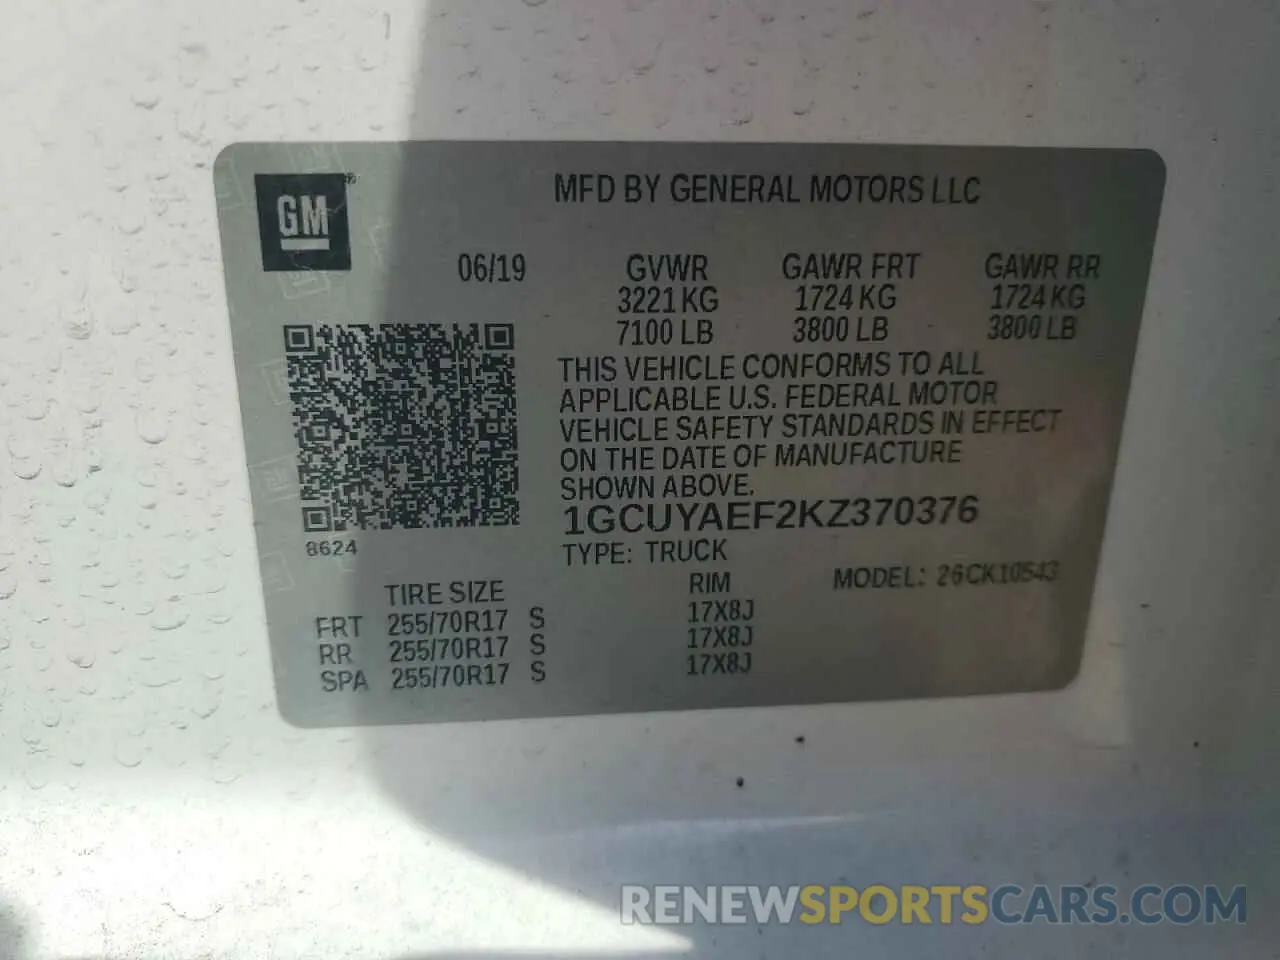 GM
MFD BY GENERAL MOTORS LLC
06/19 GVWR GAWR FRT GAWR RR
3221 KG 1724 KG 1724 KG
7100 LB 3800 LB 3800 LB
THIS VEHICLE CONFORMS TO ALL
APPLICABLE U.S. FEDERAL MOTOR
VEHICLE SAFETY STANDARDS IN EFFECT
ON THE DATE OF MANUFACTURE
SHOWN ABOVE.
1GCUYAEF2KZ370376
8624
TYPE: TRUCK
TIRE SIZE RIM MODEL: 26CK10543
FRT 255/70R17 S 17X8J
RR 255/70R17 S 17X8J
SPA 255/70R17 S 17X8J
RENEWSPORTSCARS.COM